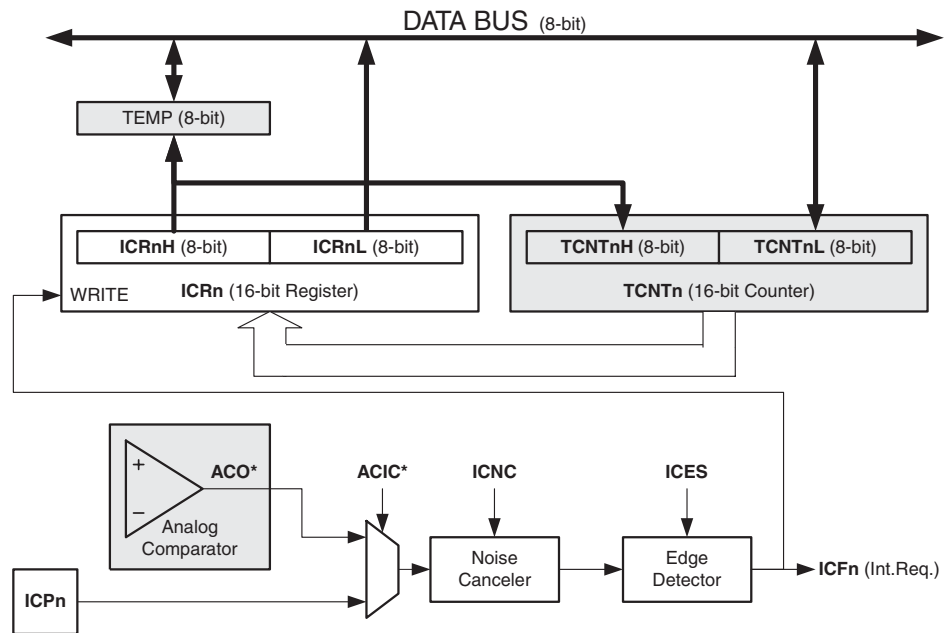 DATA BUS (8-bit)
TEMP (8-bit)
ICRnH (8-bit) ICRnL (8-bit) TCNTnH (8-bit) TCNTnL (8-bit)
WRITE ICRn (16-bit Register) TCNTn (16-bit Counter)
+
−
ACO* ACIC* ICNC ICES
Analog
Comparator
Noise
Canceler
Edge
Detector
ICFn (Int.Req.)
ICPn